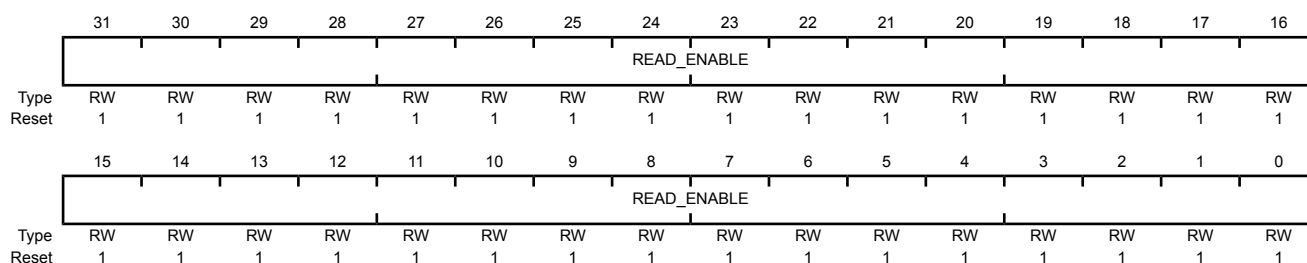 31 30 29 28 27 26 25 24 23 22 21 20 19 18 17 16
READ_ENABLE
Type RW RW RW RW RW RW RW RW RW RW RW RW RW RW RW RW
Reset 1 1 1 1 1 1 1 1 1 1 1 1 1 1 1 1
15 14 13 12 11 10 9 8 7 6 5 4 3 2 1 0
READ_ENABLE
Type RW RW RW RW RW RW RW RW RW RW RW RW RW RW RW RW
Reset 1 1 1 1 1 1 1 1 1 1 1 1 1 1 1 1